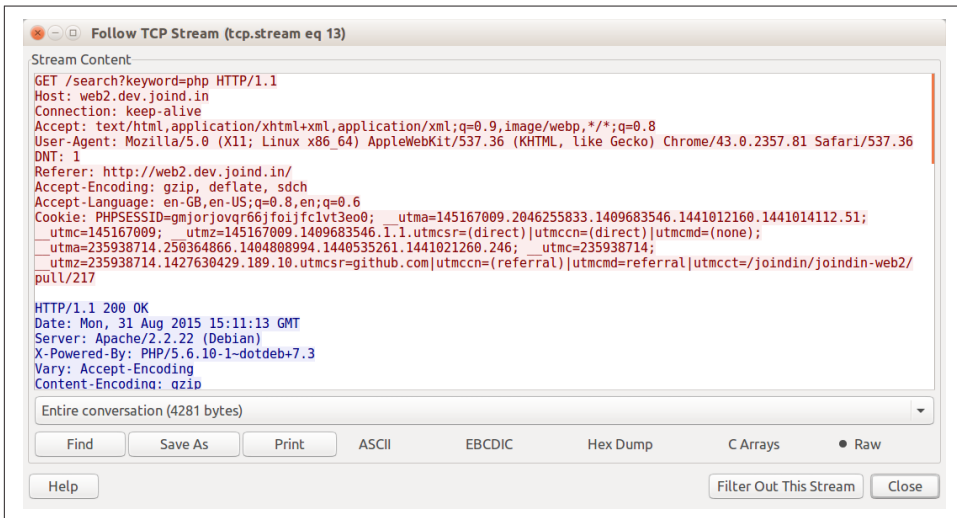 Follow TCP Stream (tcp.stream eq 13)
Stream Content
GET /search?keyword=php HTTP/1.1
Host: web2.dev.joind.in
Connection: keep-alive
Accept: text/html,application/xhtml+xml,application/xml;q=0.9,image/webp,*/*;q=0.8
User-Agent: Mozilla/5.0 (X11; Linux x86_64) AppleWebKit/537.36 (KHTML, like Gecko) Chrome/43.0.2357.81 Safari/537.36
DNT: 1
Referer: http://web2.dev.joind.in/
Accept-Encoding: gzip, deflate, sdch
Accept-Language: en-GB,en-US;q=0.8,en;q=0.6
Cookie: PHPSESSID=gmjorjovqr66jfoijfc1vt3eo0; __utma=145167009.2046255833.1409683546.1441012160.1441014112.51;
__utmc=145167009; __utmz=145167009.1409683546.1.1.utmcsr=(direct)|utmccn=(direct)|utmcmd=(none);
__utma=235938714.250364866.1404808994.1440535261.1441021260.246; __utmc=235938714;
__utmz=235938714.1427630429.189.10.utmcsr=github.com|utmccn=(referral)|utmcmd=referral|utmcct=/joindin/joindin-web2/
pull/217
HTTP/1.1 200 OK
Date: Mon, 31 Aug 2015 15:11:13 GMT
Server: Apache/2.2.22 (Debian)
X-Powered-By: PHP/5.6.10-1~dotdeb+7.3
Vary: Accept-Encoding
Content-Encoding: gzip
Entire conversation (4281 bytes)
Find Save As Print ASCII EBCDIC Hex Dump C Arrays Raw
Help Filter Out This Stream Close